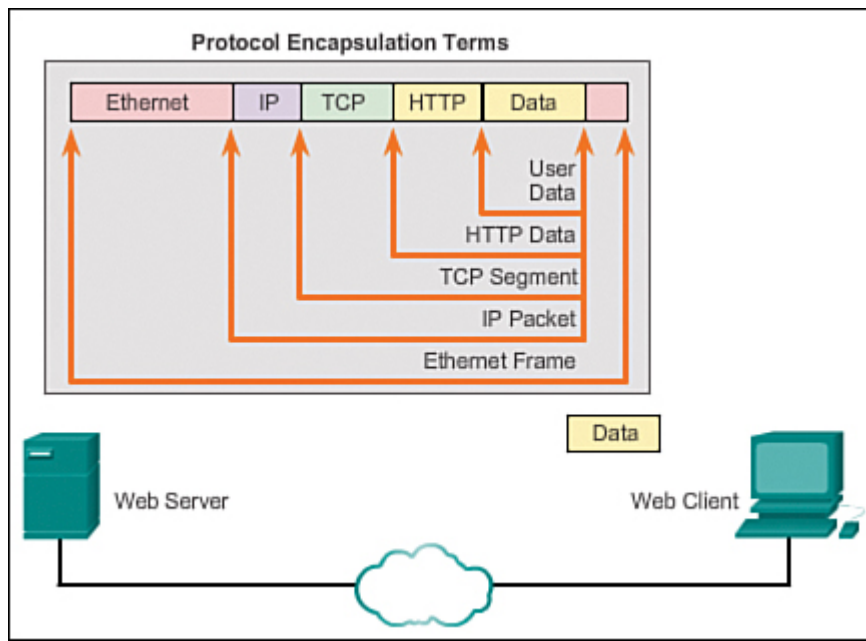 Protocol Encapsulation Terms
Ethernet IP TCP HTTP Data
User
Data
HTTP Data
TCP Segment
IP Packet
Ethernet Frame
Data
Web Server
Web Client